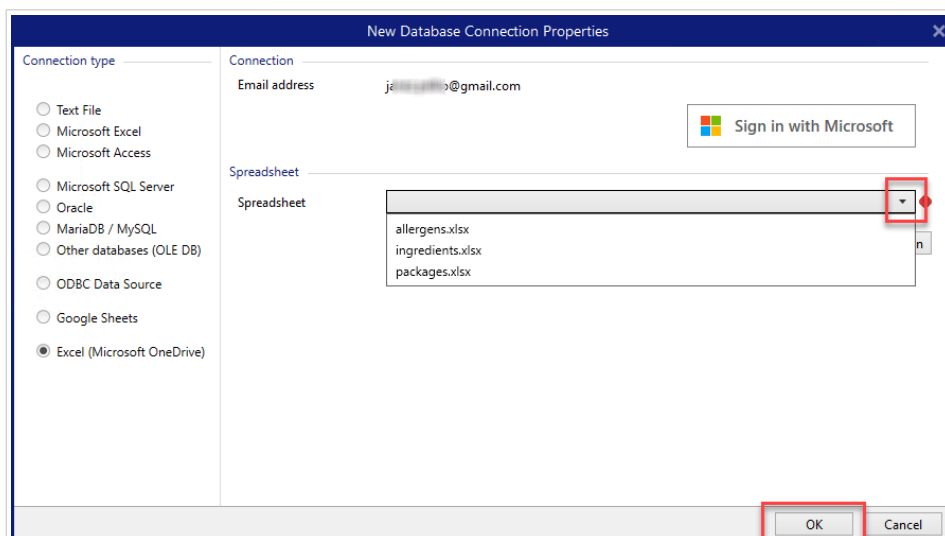 New Database Connection Properties
Connection type
Text File
Microsoft Excel
Microsoft Access
Microsoft SQL Server
Oracle
MariaDB / MySQL
Other databases (OLE DB)
ODBC Data Source
Google Sheets
Excel (Microsoft OneDrive)
Connection
Email address
@gmail.com
Sign in with Microsoft
Spreadsheet
Spreadsheet
allergens.xlsx
ingredients.xlsx
packages.xlsx
OK
Cancel